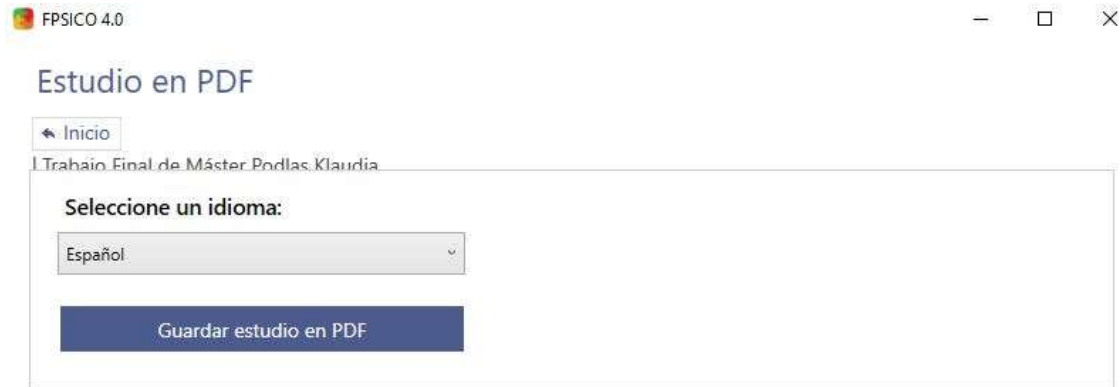 FPSICO 4.0
Estudio en PDF
Inicio
| Trabajo Final de Máster Podlas Klaudia
Seleccione un idioma:
Español
Guardar estudio en PDF